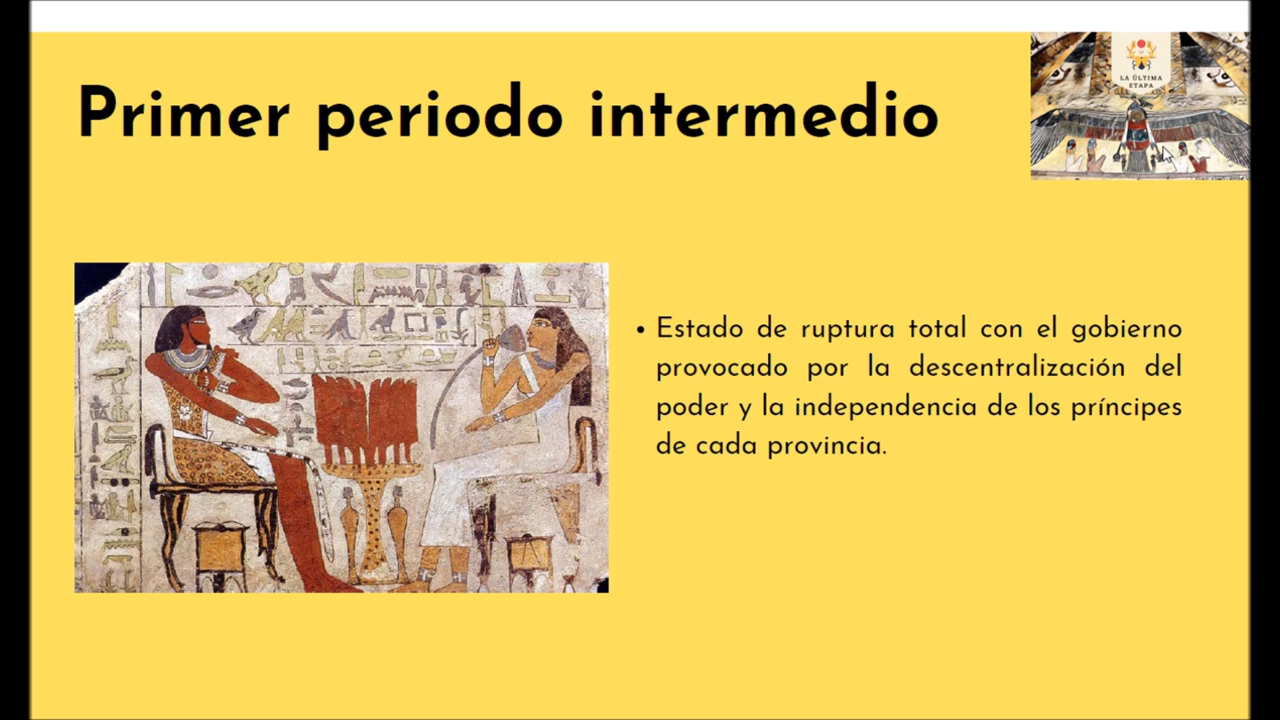 Primer periodo intermedio
LA ÚLTIMA
ETAPA
• Estado de ruptura total con el gobierno
provocado por la descentralización del
poder y la independencia de los príncipes
de cada provincia.